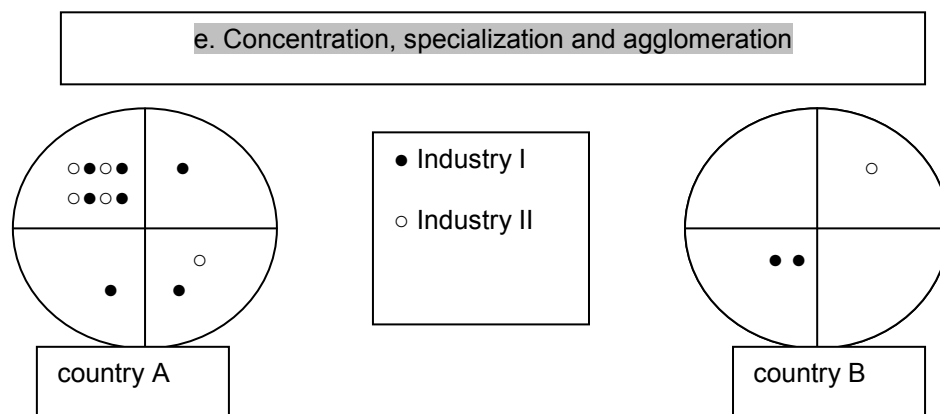 e. Concentration, specialization and agglomeration
● Industry I
○ Industry II
country A
country B